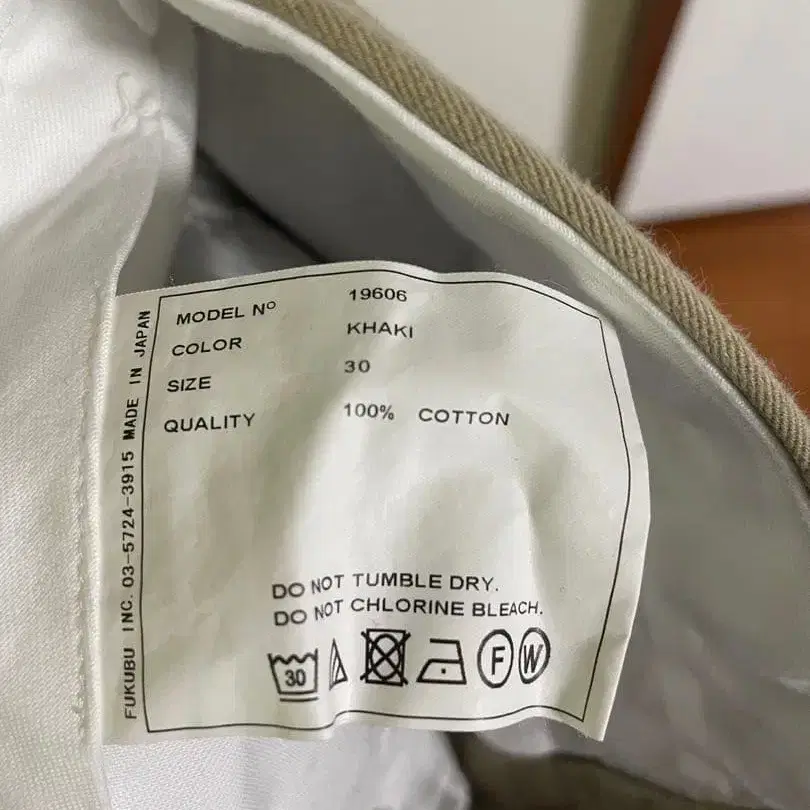 MODEL Nº 19606
COLOR KHAKI
SIZE 30
QUALITY 100% COTTON
DO NOT TUMBLE DRY.
DO NOT CHLORINE BLEACH.
30 F W
FUKUBU INC. 03-5724-3915 MADE IN JAPAN